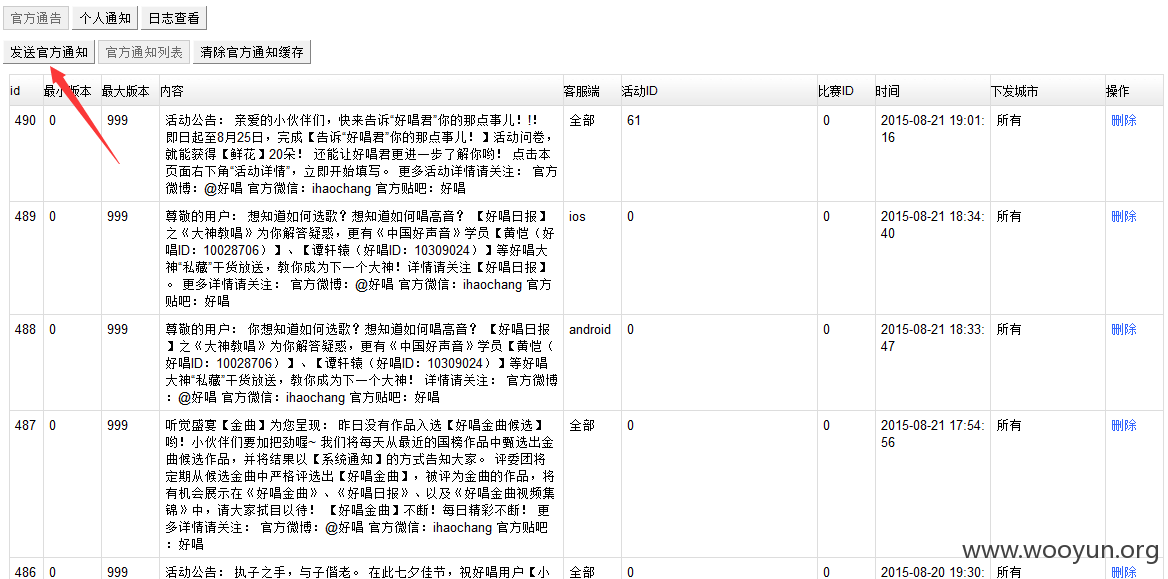 官方通告 个人通知 日志查看
发送官方通知 官方通知列表 清除官方通知缓存
id 最小版本 最大版本 内容 客服端 活动ID 比赛ID 时间 下发城市 操作
490 0 999 活动公告： 亲爱的小伙伴们，快来告诉“好唱君”你的那点事儿！!! 全部 61 0 2015-08-21 19:01: 所有 删除
即日起至8月25日，完成【告诉“好唱君”你的那点事儿！】活动问卷， 16
就能获得【鲜花】20朵！ 还能让好唱君更进一步了解你哟！ 点击本
页面右下角“活动详情”，立即开始填写。 更多活动详情请关注： 官方
微博：@好唱 官方微信：ihaochang 官方贴吧：好唱
489 0 999 尊敬的用户： 想知道如何选歌？想知道如何唱高音？ 【好唱日报】 ios 0 0 2015-08-21 18:34: 所有 删除
之《大神教唱》为你解答疑惑，更有《中国好声音》学员【黄恺（好 40
唱ID：10028706）】、【谭轩辕（好唱ID：10309024）】等好唱大
神“私藏”干货放送，教你成为下一个大神！详情请关注【好唱日报】
。 更多详情请关注： 官方微博：@好唱 官方微信：ihaochang 官方
贴吧：好唱
488 0 999 尊敬的用户： 你想知道如何选歌？想知道如何唱高音？ 【好唱日报 android 0 0 2015-08-21 18:33: 所有 删除
】之《大神教唱》为你解答疑惑，更有《中国好声音》学员【黄恺（ 47
好唱ID：10028706）】、【谭轩辕（好唱ID：10309024）】等好唱
大神“私藏”干货放送，教你成为下一个大神！ 详情请关注： 官方微博
：@好唱 官方微信：ihaochang 官方贴吧：好唱
487 0 999 听觉盛宴【金曲】为您呈现： 昨日没有作品入选【好唱金曲候选】 全部 0 0 2015-08-21 17:54: 所有 删除
哟！小伙伴们要加把劲喔~ 我们将每天从最近的国榜作品中甄选出金 56
曲候选作品，并将结果以【系统通知】的方式告知大家。 评委团将
定期从候选金曲中严格评选出【金曲】，被评为金曲的作品，将
有机会展示在《好唱金曲》、《好唱日报》、以及《好唱金曲视频集
锦》中，请大家拭目以待！ 【好唱金曲】不断！每日精彩不断！ 更
多详情请关注： 官方微博：@好唱 官方微信：ihaochang 官方贴吧
：好唱
486 0 999 活动公告： 执子之手，与子偕老。 在此七夕佳节，祝好唱用户【小 全部 0 0 2015-08-20 19:30: 所有 删除
www.wooyun.org